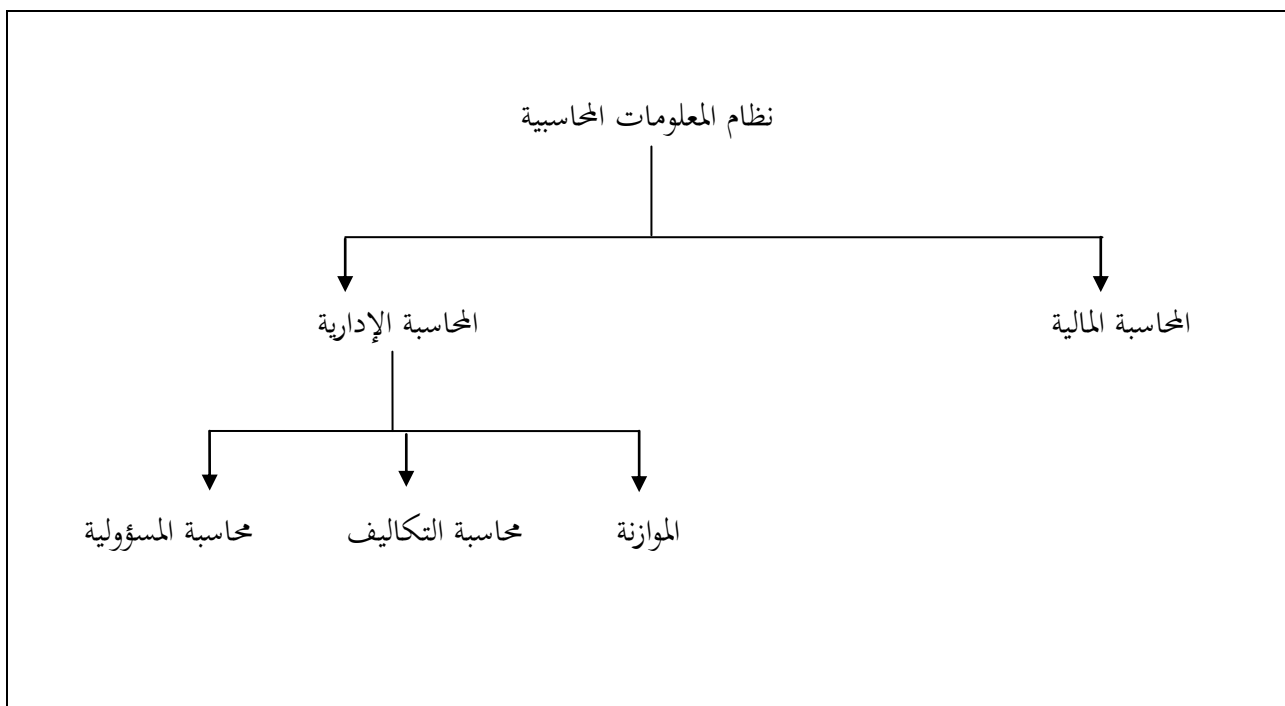 نظام المعلومات المحاسبية
المحاسبة المالية
المحاسبة الإدارية
الموازنة
محاسبة التكاليف
محاسبة المسؤولية